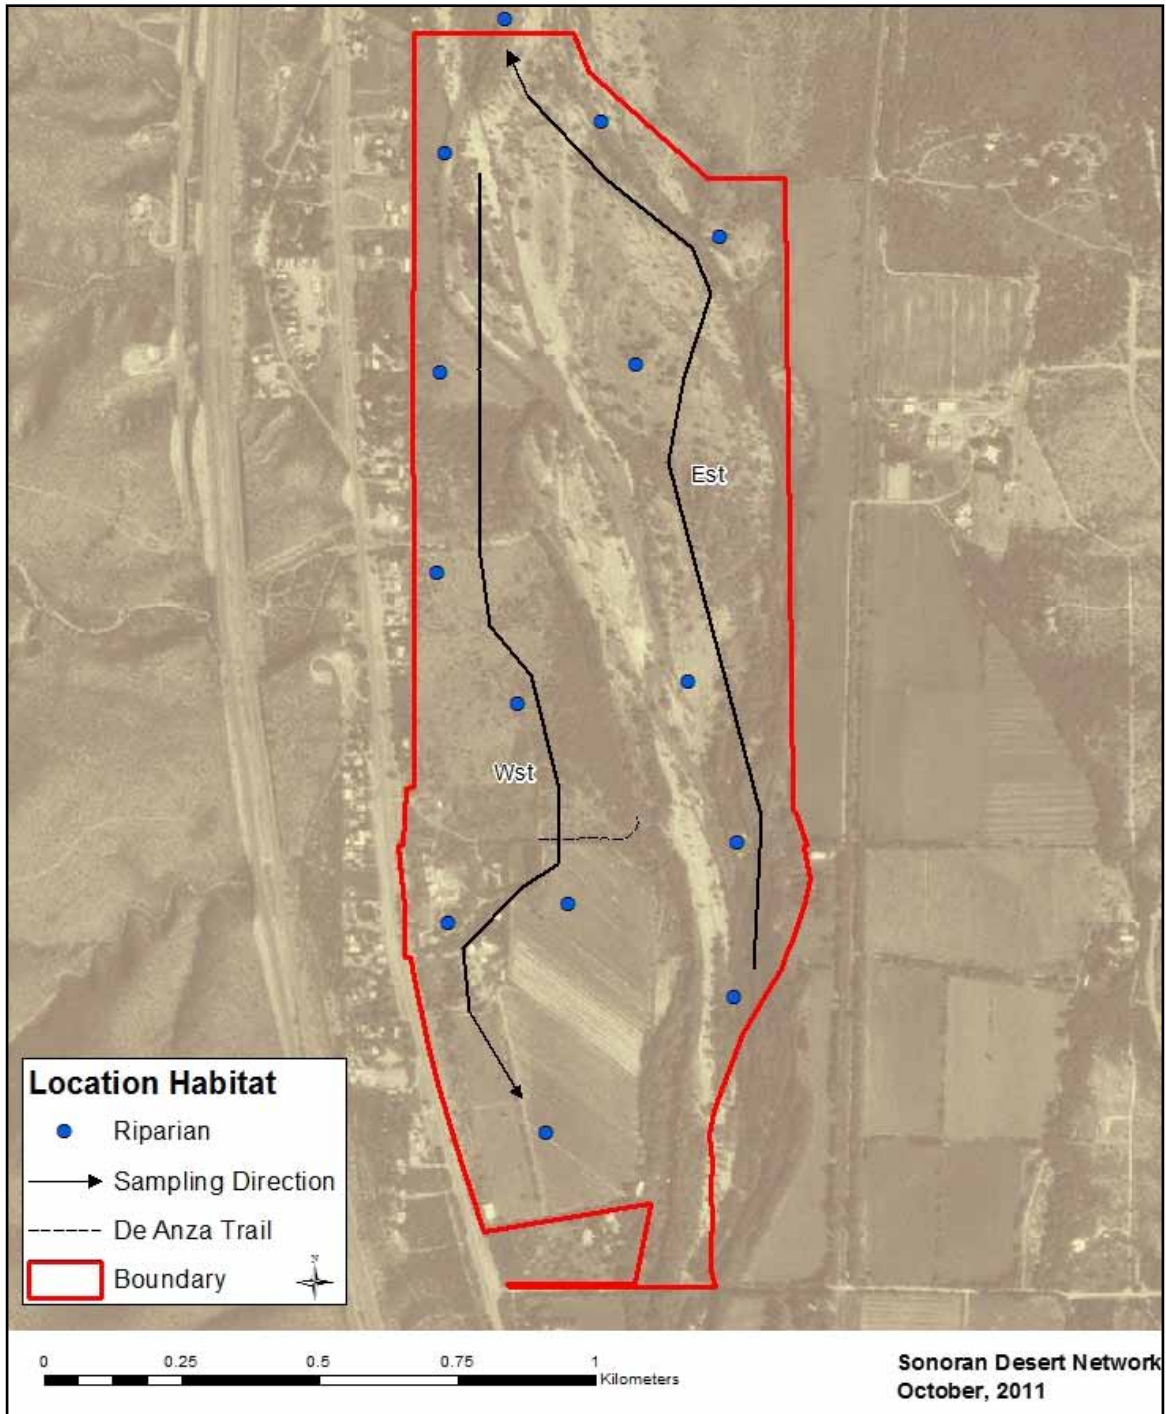 Est
Wst
Location Habitat
Riparian
Sampling Direction
De Anza Trail
Boundary
N
0 0.25 0.5 0.75 1
Kilometers
Sonoran Desert Network
October, 2011